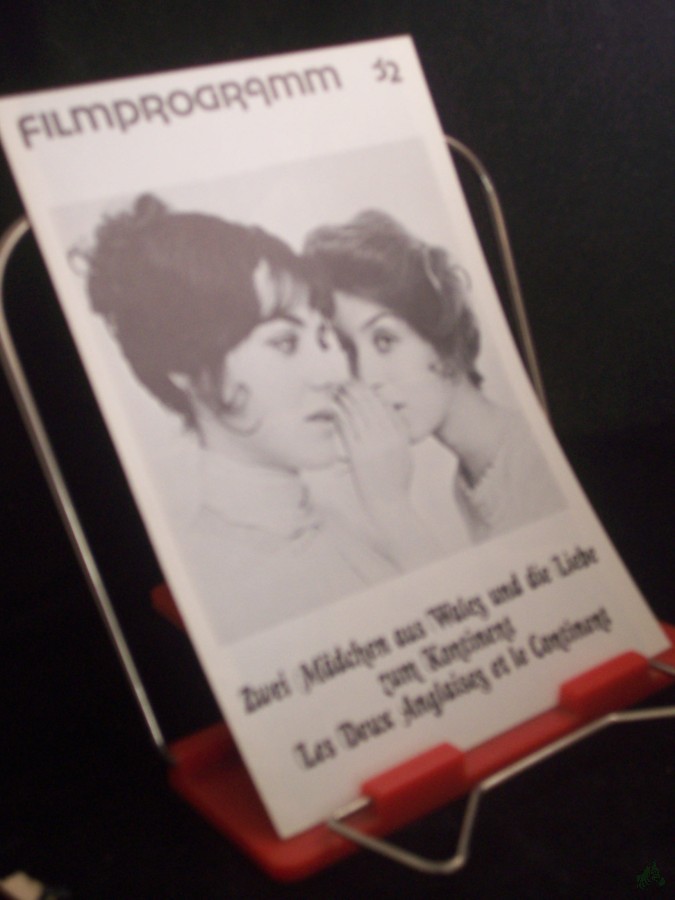 FILMPROGRAMM 52
Zwei Mädchen aus Wales und die Liebe
zum Kontinent
Les Deux Anglaises et le Continent